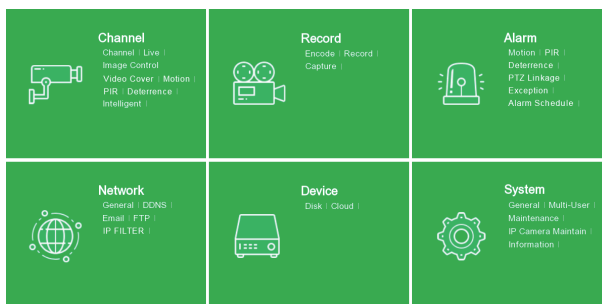 Channel
Channel | Live |
Image Control
Video Cover | Motion |
PIR | Deterrence |
Intelligent |
Record
Encode | Record |
Capture |
Alarm
Motion | PIR |
Deterrence |
PTZ Linkage |
Exception |
Alarm Schedule |
Network
General | DDNS |
Email | FTP |
IP FILTER |
Device
Disk | Cloud |
System
General | Multi-User |
Maintenance |
IP Camera Maintain |
Information |